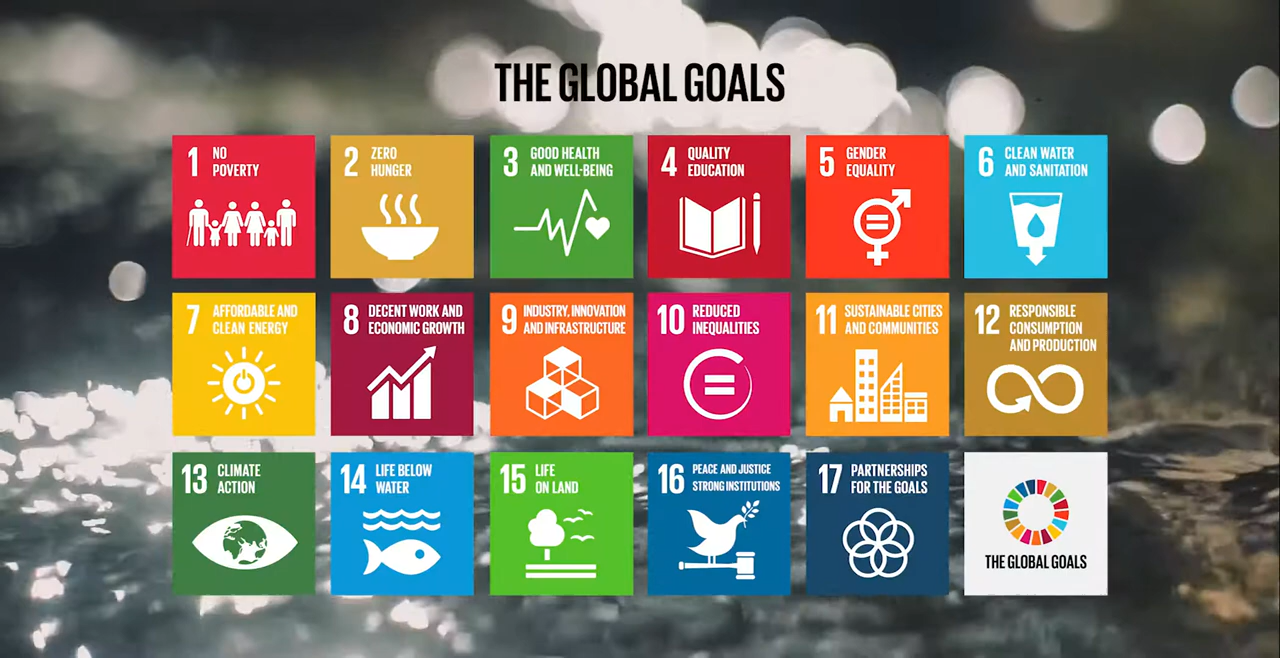 THE GLOBAL GOALS
1 NO
POVERTY
2 ZERO
HUNGER
3 GOOD HEALTH
AND WELL-BEING
4 QUALITY
EDUCATION
5 GENDER
EQUALITY
6 CLEAN WATER
AND SANITATION
7 AFFORDABLE AND
CLEAN ENERGY
8 DECENT WORK AND
ECONOMIC GROWTH
9 INDUSTRY, INNOVATION
AND INFRASTRUCTURE
10 REDUCED
INEQUALITIES
11 SUSTAINABLE CITIES
AND COMMUNITIES
12 RESPONSIBLE
CONSUMPTION
AND PRODUCTION
13 CLIMATE
ACTION
14 LIFE BELOW
WATER
15 LIFE
ON LAND
16 PEACE AND JUSTICE
STRONG INSTITUTIONS
17 PARTNERSHIPS
FOR THE GOALS
THE GLOBAL GOALS